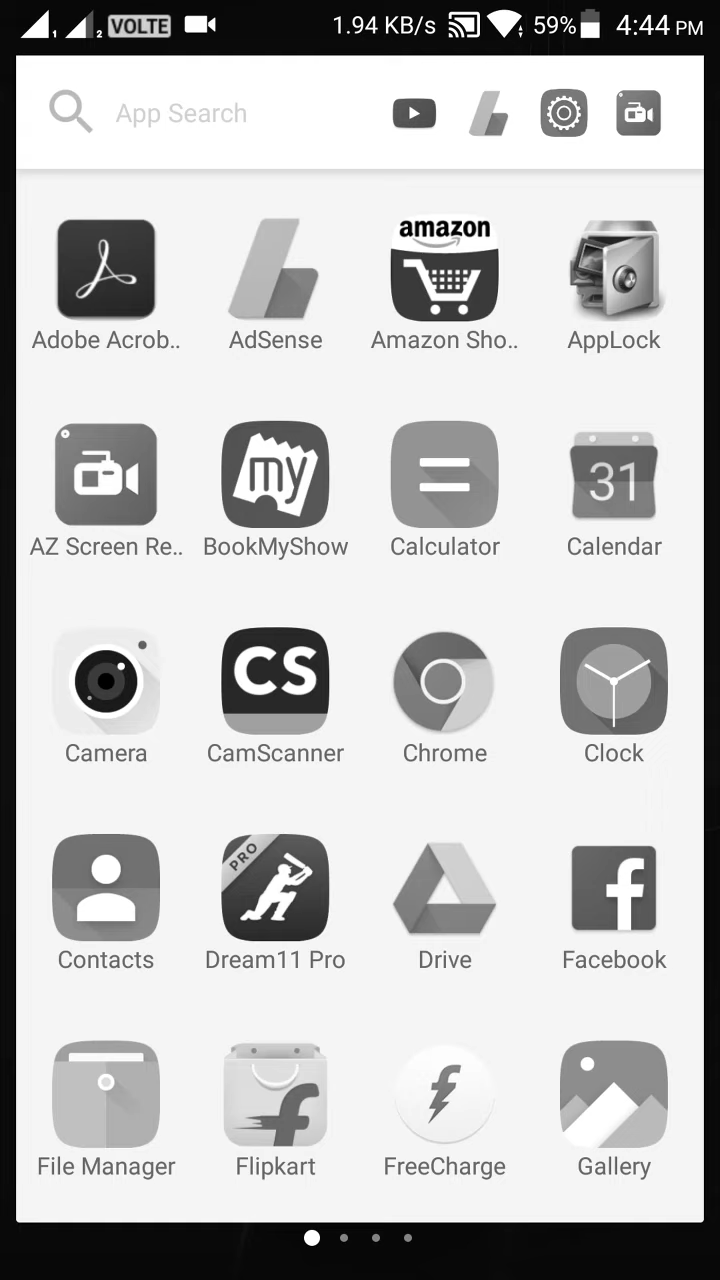 1 2 VOLTE 1.94 KB/s 59% 4:44 PM
App Search
amazon
Adobe Acrob.. AdSense Amazon Sho.. AppLock
my 31
AZ Screen Re.. BookMyShow Calculator Calendar
CS
Camera CamScanner Chrome Clock
PRO f
Contacts Dream11 Pro Drive Facebook
f f
File Manager Flipkart FreeCharge Gallery